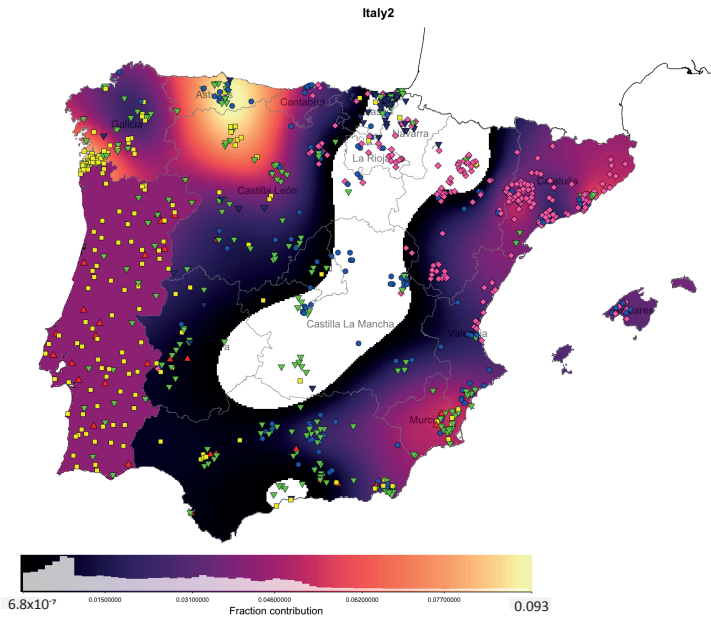 Italy2
Cantabria
Navarra
Galicia
La Rioja
Castilla León
Cataluña
Castilla La Mancha
Valencia
Murcia
6.8x10⁻⁷
0.01500000
0.03100000
0.04600000
0.06200000
0.07700000
0.093
Fraction contribution